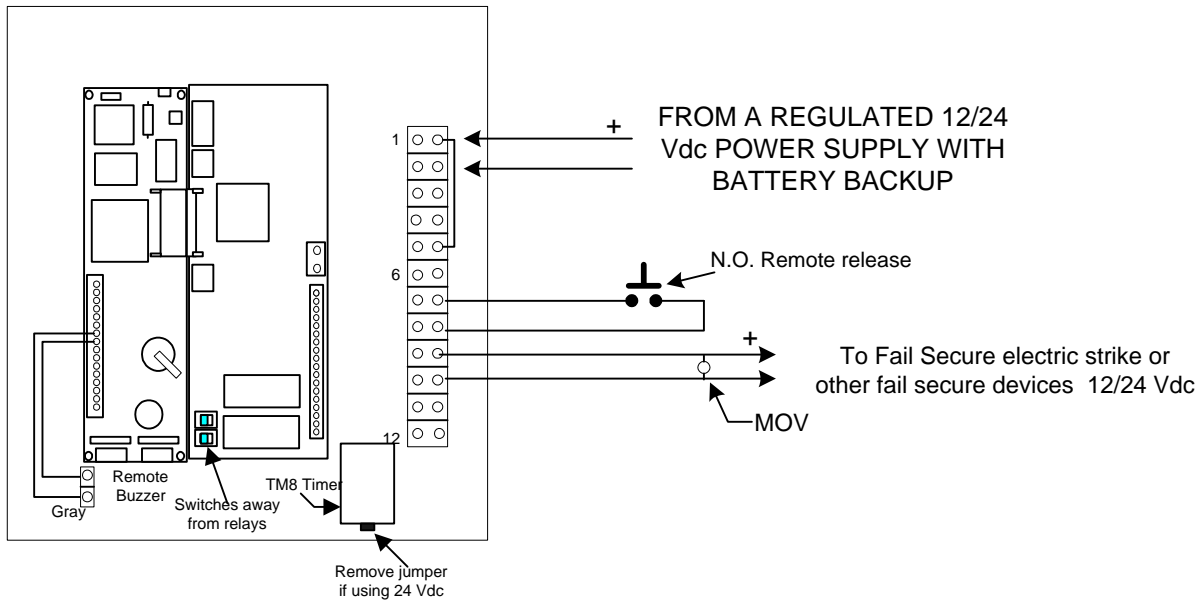 1
+
FROM A REGULATED 12/24
Vdc POWER SUPPLY WITH
BATTERY BACKUP
6
N.O. Remote release
+
To Fail Secure electric strike or
other fail secure devices 12/24 Vdc
MOV
12
Remote
Buzzer
Gray
Switches away
from relays
TM8 Timer
Remove jumper
if using 24 Vdc